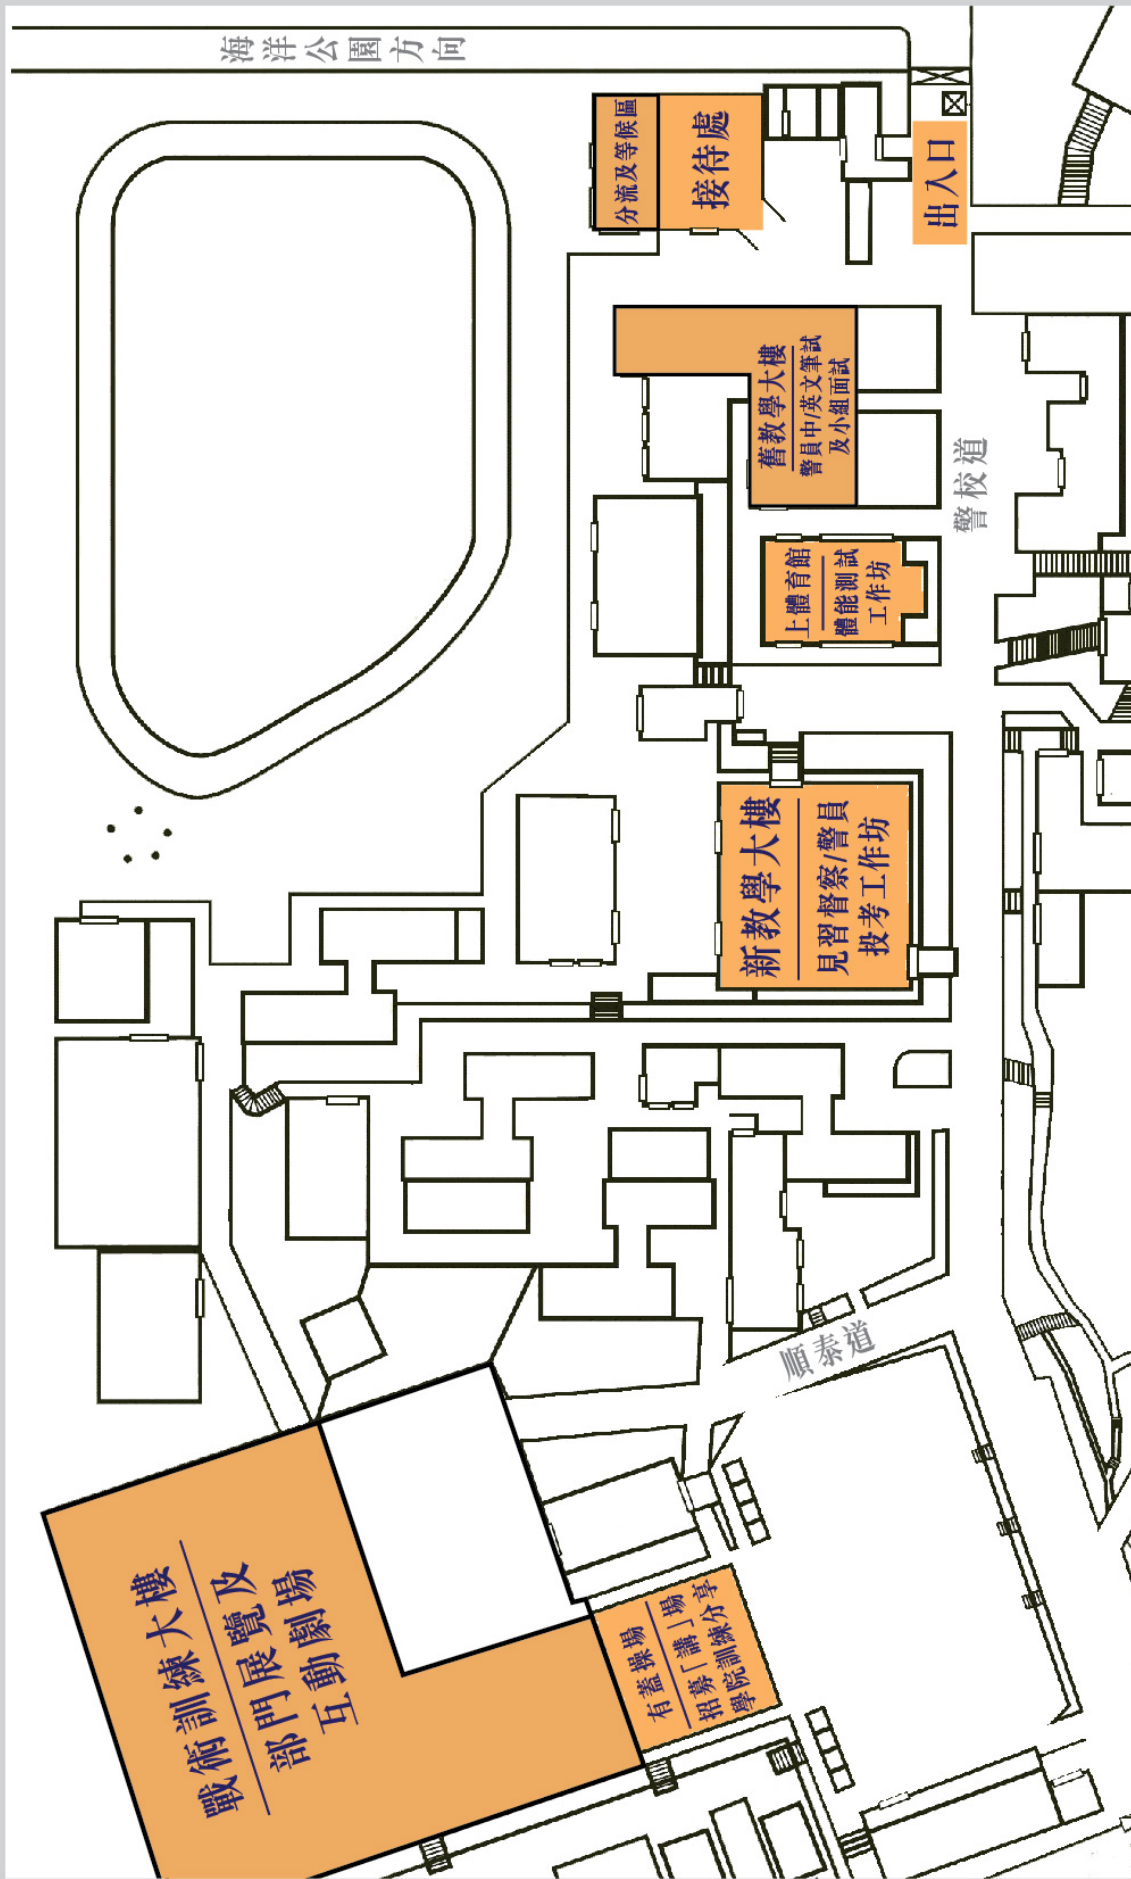 海洋公園方向
分流及等候區
接待處
出入口
舊教學大樓
警員中/英文筆試
及小組面試
警校道
上體育館
體能測試
工作坊
新教學大樓
見習督察/警員
投考工作坊
順泰道
戰術訓練大樓
部門展覽及
互動劇場
有蓋操場
招募「講」場
學院訓練分享